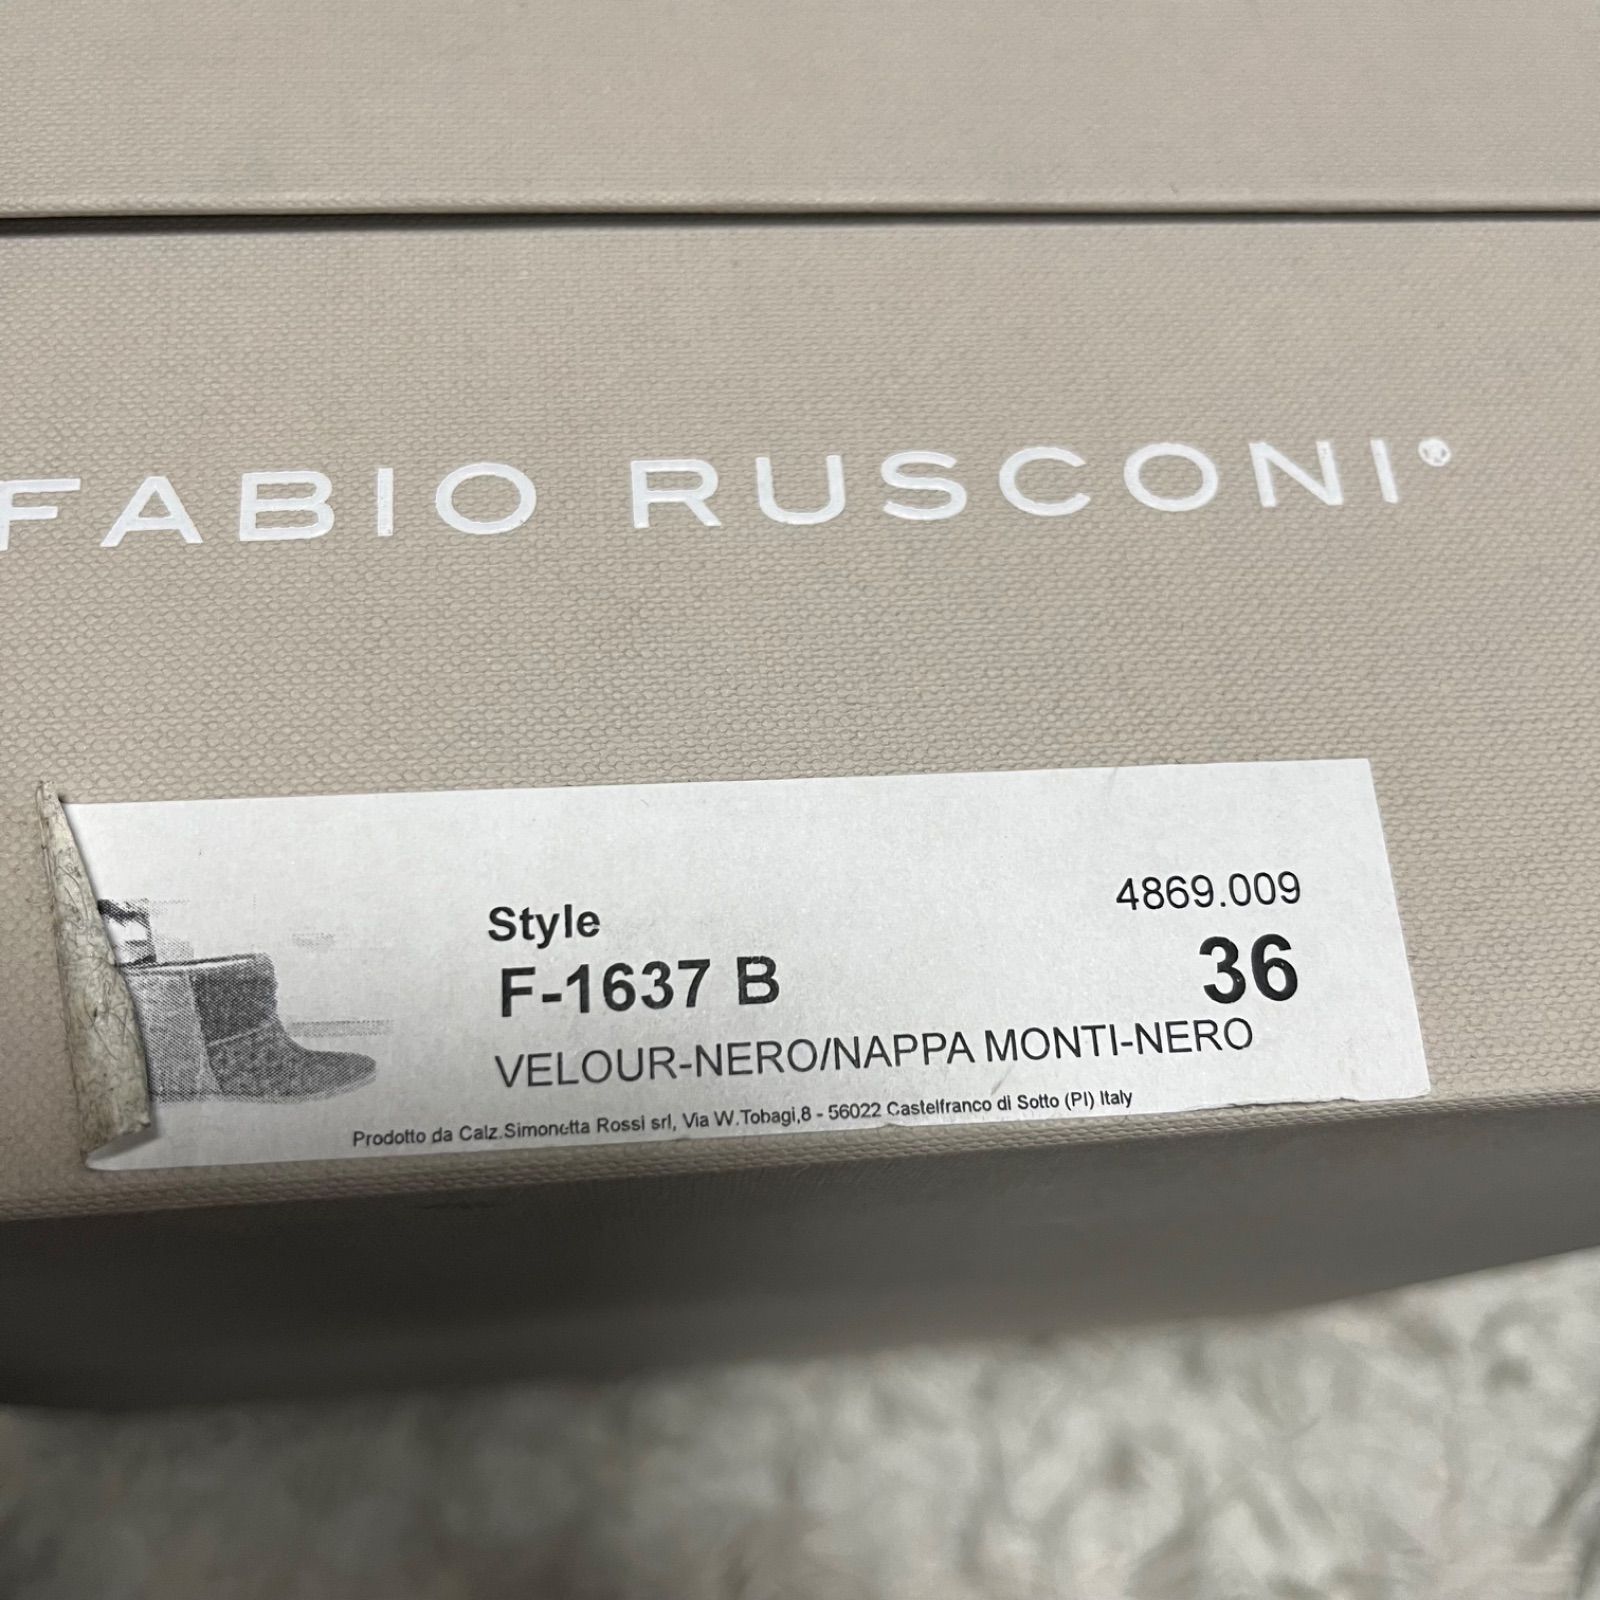 FABIO RUSCONI®
4869.009
Style
36
F-1637 B
VELOUR-NERO/NAPPA MONTI-NERO
Prodotto da Calz.Simonetta Rossi srl, Via W.Tobagi,8 - 56022 Castelfranco di Sotto (PI) Italy